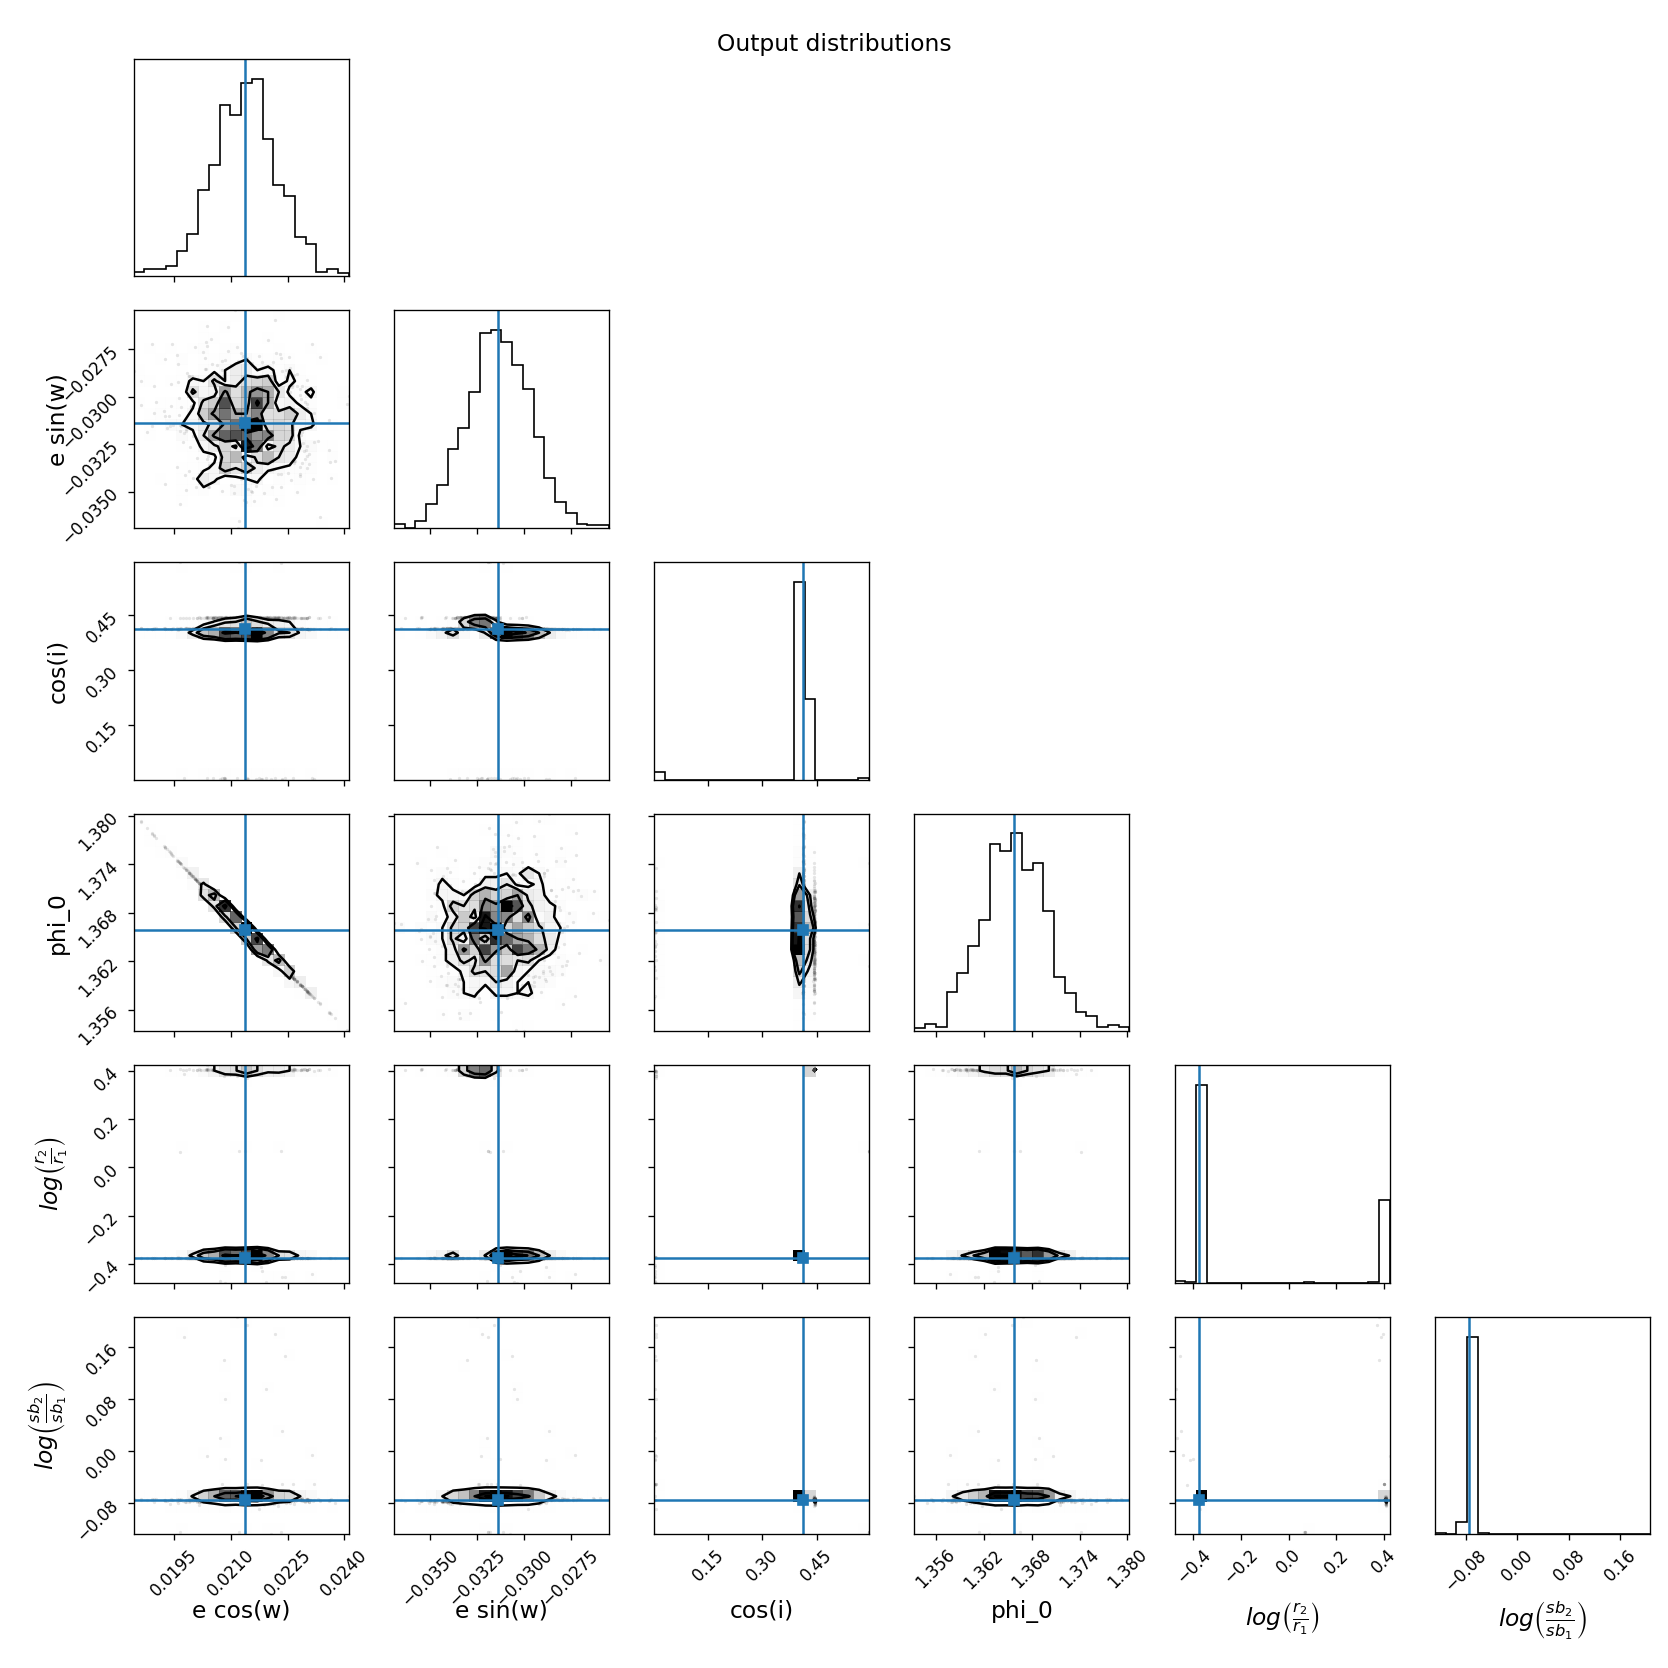 Output distributions
e sin(w)
−0.0275
−0.0300
−0.0325
−0.0350
cos(i)
0.45
0.30
0.15
phi_0
1.380
1.374
1.368
1.362
1.356
log(r₂/r₁)
0.4
0.2
0.0
−0.2
−0.4
log(sb₂/sb₁)
0.16
0.08
0.00
−0.08
0.0195 0.0210 0.0225 0.0240
−0.0350 −0.0325 −0.0300 −0.0275
0.15 0.30 0.45
1.356 1.362 1.368 1.374 1.380
−0.4 −0.2 0.0 0.2 0.4
−0.08 0.00 0.08 0.16
e cos(w) e sin(w) cos(i) phi_0 log(r₂/r₁) log(sb₂/sb₁)